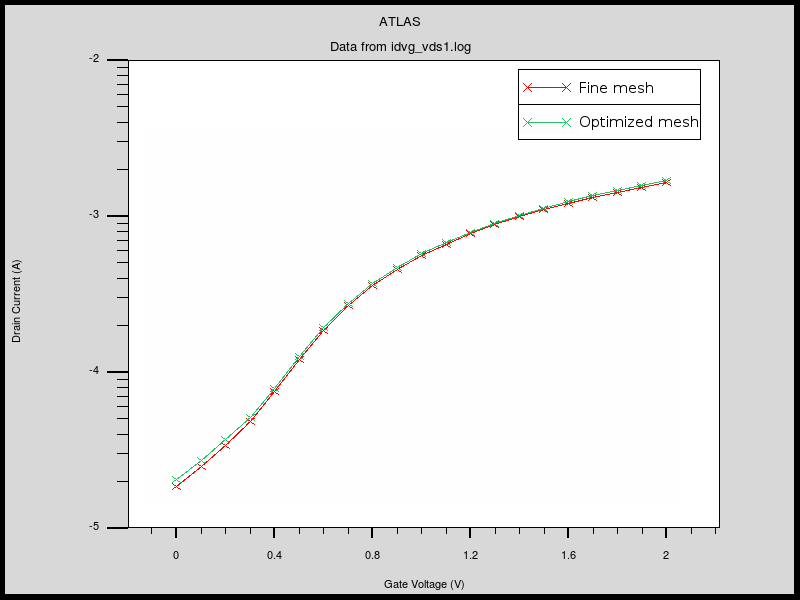 ATLAS
Data from idvg_vds1.log
Fine mesh
Optimized mesh
-2
-3
-4
-5
Drain Current (A)
0 0.4 0.8 1.2 1.6 2
Gate Voltage (V)